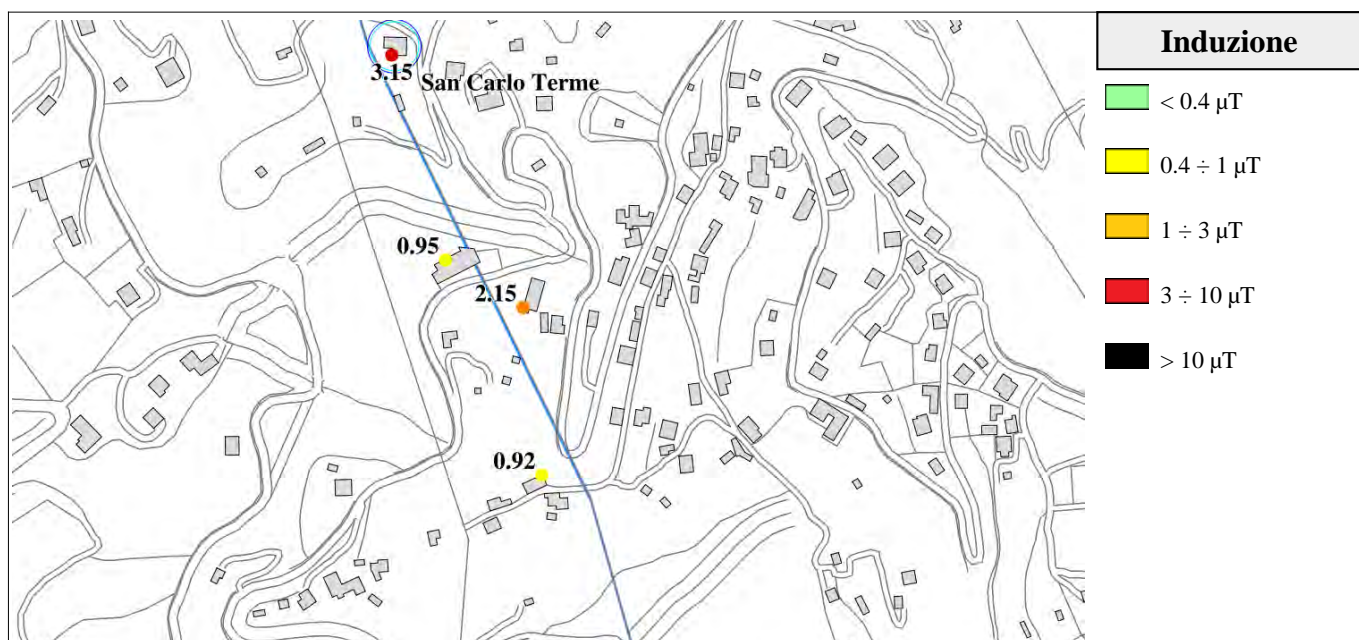 3.15
San Carlo Terme
0.95
2.15
0.92
Induzione
< 0.4 µT
0.4 ÷ 1 µT
1 ÷ 3 µT
3 ÷ 10 µT
> 10 µT